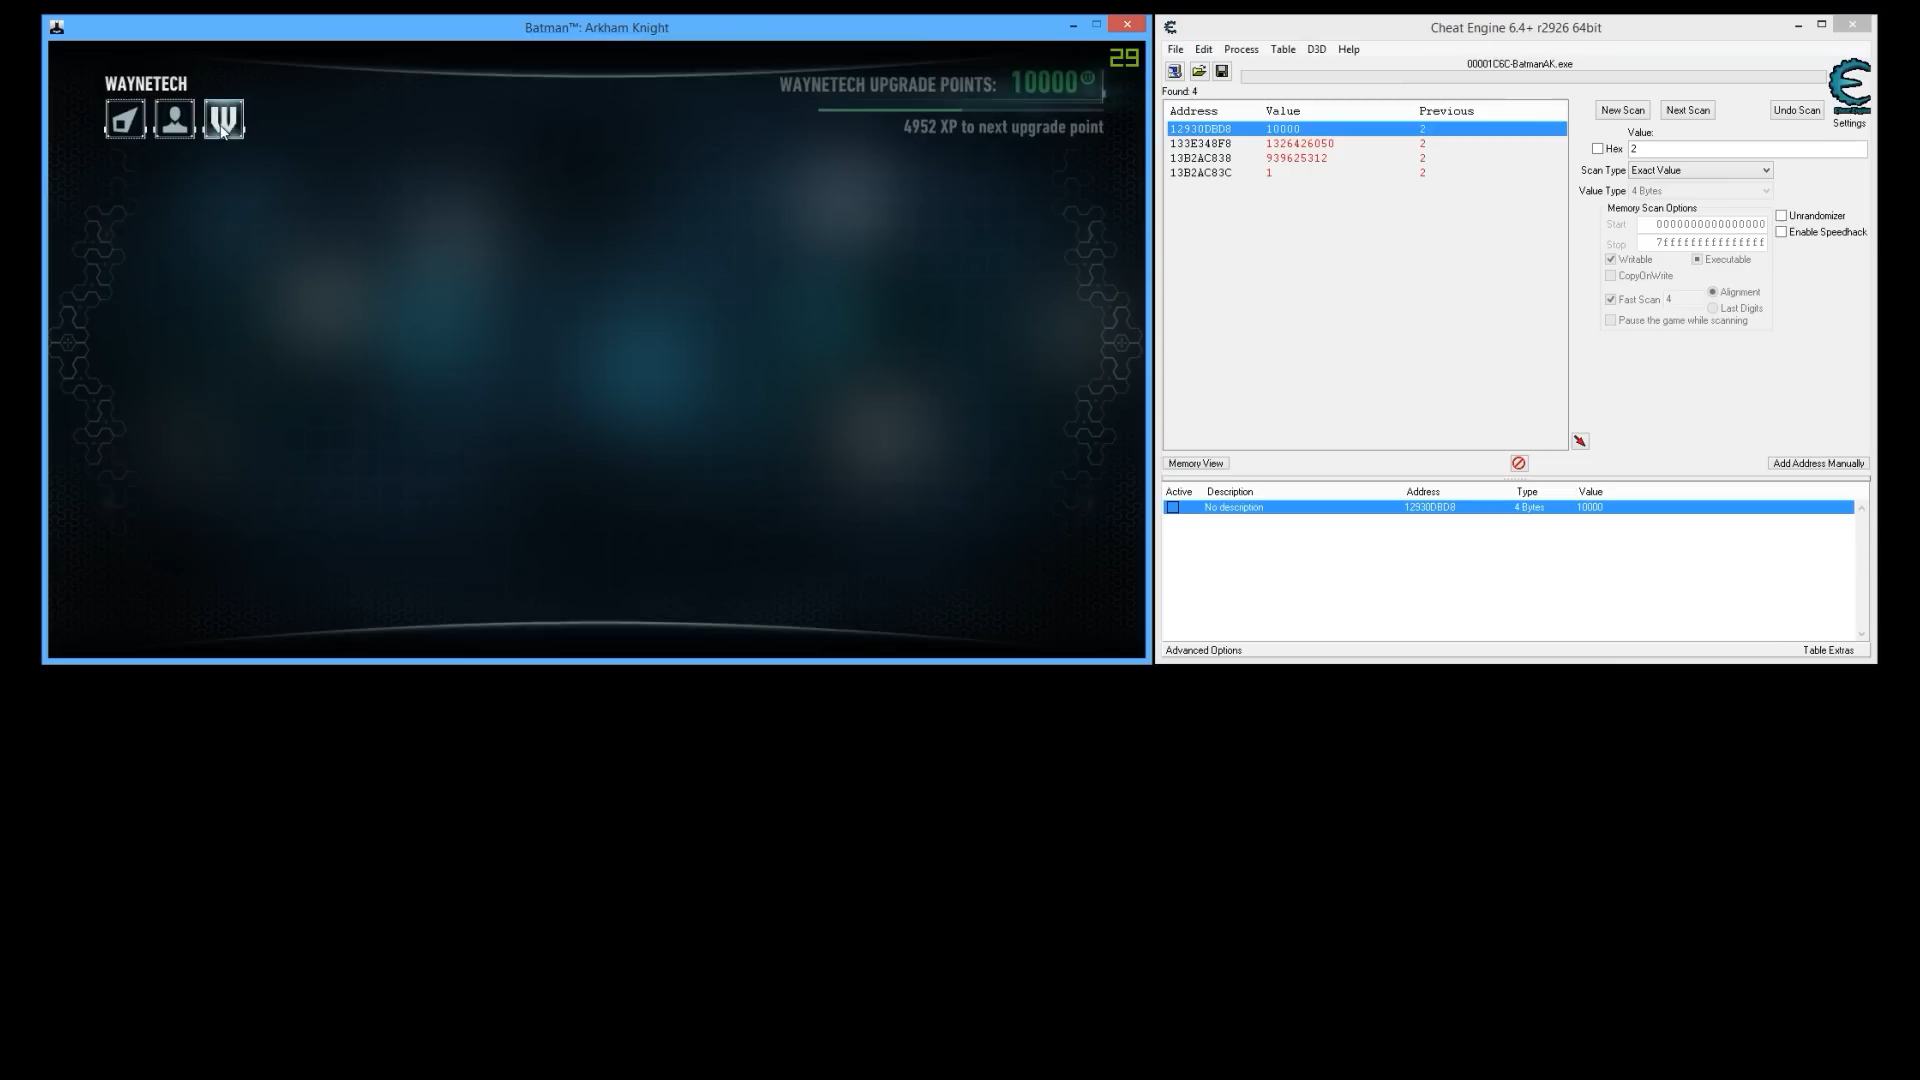 Batman™: Arkham Knight
29
WAYNETECH
WAYNETECH UPGRADE POINTS: 10000
4952 XP to next upgrade point
Cheat Engine 6.4+ r2926 64bit
File Edit Process Table D3D Help
00001C6C-BatmanAK.exe
Found: 4
Address Value Previous
12930DBD8 10000 2
133E348F8 1326426050 2
13B2AC838 939625312 2
13B2AC83C 1 2
New Scan Next Scan Undo Scan
Settings
Value:
Hex 2
Scan Type Exact Value
Value Type 4 Bytes
Memory Scan Options
Start 0000000000000000
Stop 7fffffffffffffff
Writable Executable
CopyOnWrite
Fast Scan 4 Alignment
Last Digits
Pause the game while scanning
Unrandomizer
Enable Speedhack
Memory View
Add Address Manually
Active Description Address Type Value
No description 12930DBD8 4 Bytes 10000
Advanced Options
Table Extras